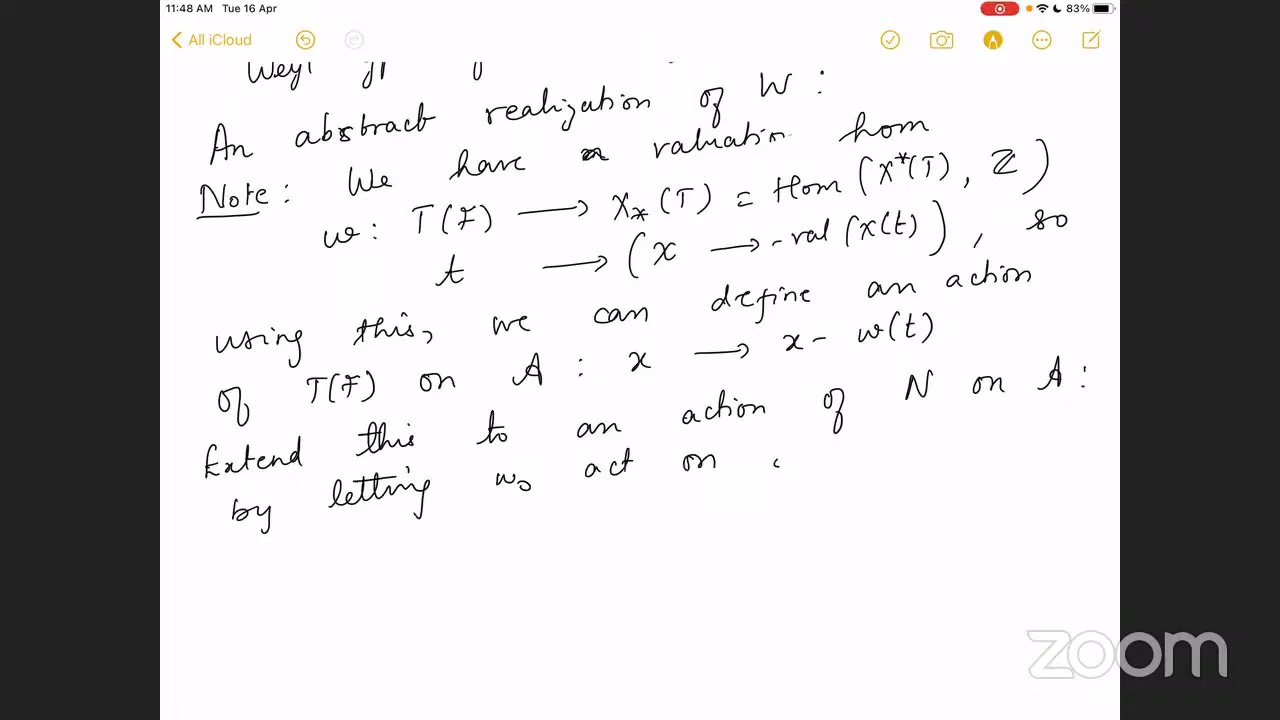 11:48 AM Tue 16 Apr
83%
All iCloud
An abstract realization of W :
Note: We have a valuation hom
w: T(F) → X_*(T) = Hom (X^*(T), Z)
t → (x → - val (x(t)), so
using this, we can define an action
of T(F) on A : x → x - w(t)
Extend this to an action of N on A :
by letting w₀ act on
zoom